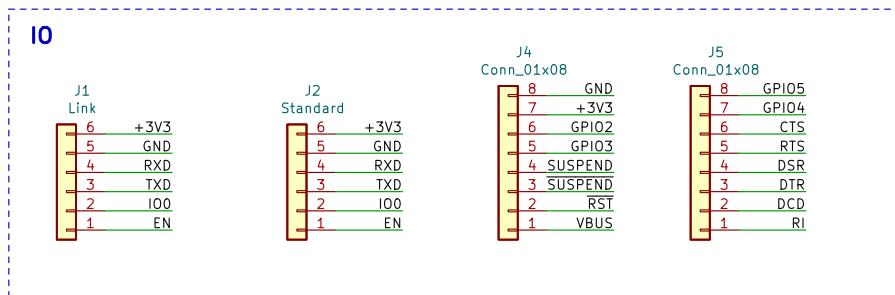 IO
J1
Link
6 +3V3
5 GND
4 RXD
3 TXD
2 IO0
1 EN
J2
Standard
6 +3V3
5 GND
4 RXD
3 TXD
2 IO0
1 EN
J4
Conn_01x08
8 GND
7 +3V3
6 GPIO2
5 GPIO3
4 SUSPEND
3 S̅U̅S̅P̅E̅N̅D̅
2 R̅S̅T̅
1 VBUS
J5
Conn_01x08
8 GPIO5
7 GPIO4
6 CTS
5 RTS
4 DSR
3 DTR
2 DCD
1 RI